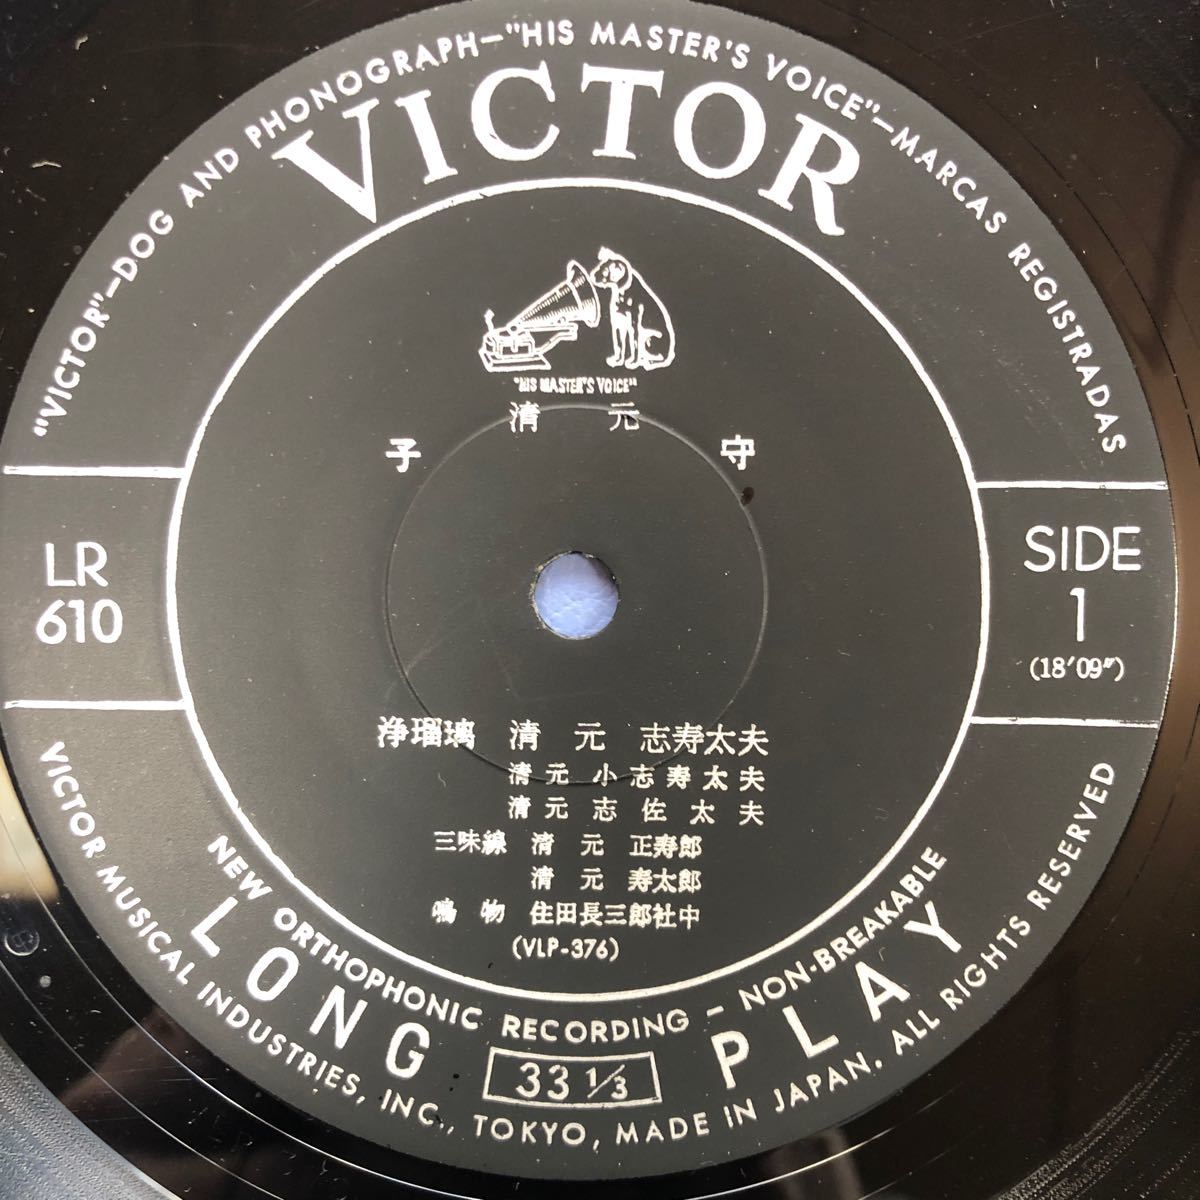 "VICTOR"—DOG AND PHONOGRAPH—"HIS MASTER'S VOICE"—MARCAS REGISTRADAS
VICTOR
"HIS MASTER'S VOICE"
清元
子守
LR
610
SIDE
1
(18′09″)
浄瑠璃 清元 志寿太夫
清元 小志寿太夫
清元 志佐太夫
三味線 清元 正寿郎
清元 寿太郎
鳴物 住田長三郎社中
(VLP-376)
NEW ORTHOPHONIC RECORDING — NON-BREAKABLE
LONG PLAY
33 1/3
VICTOR MUSICAL INDUSTRIES, INC., TOKYO, MADE IN JAPAN. ALL RIGHTS RESERVED